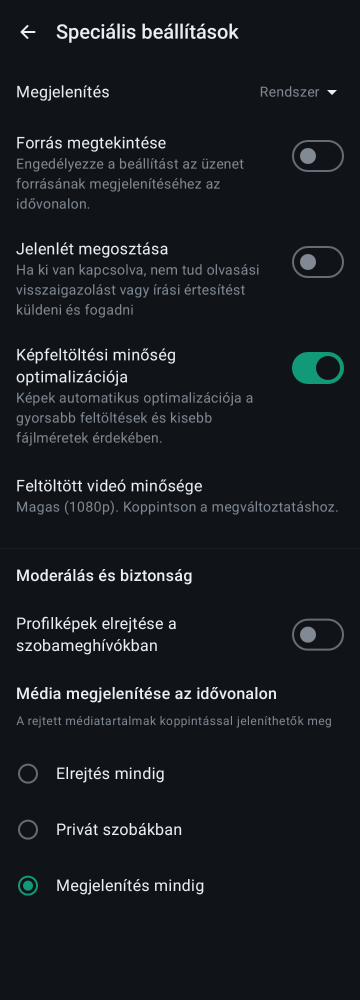 Speciális beállítások
Megjelenítés
Rendszer
Forrás megtekintése
Engedélyezze a beállítást az üzenet
forrásának megjelenítéséhez az
idővonalon.
Jelenlét megosztása
Ha ki van kapcsolva, nem tud olvasási
visszaigazolást vagy írási értesítést
küldeni és fogadni
Képfeltöltési minőség
optimalizációja
Képek automatikus optimalizációja a
gyorsabb feltöltések és kisebb
fájlméretek érdekében.
Feltöltött videó minősége
Magas (1080p). Koppintson a megváltoztatáshoz.
Moderálás és biztonság
Profilképek elrejtése a
szobameghívókban
Média megjelenítése az idővonalon
A rejtett médiatartalmak koppintással jeleníthetők meg
Elrejtés mindig
Privát szobákban
Megjelenítés mindig